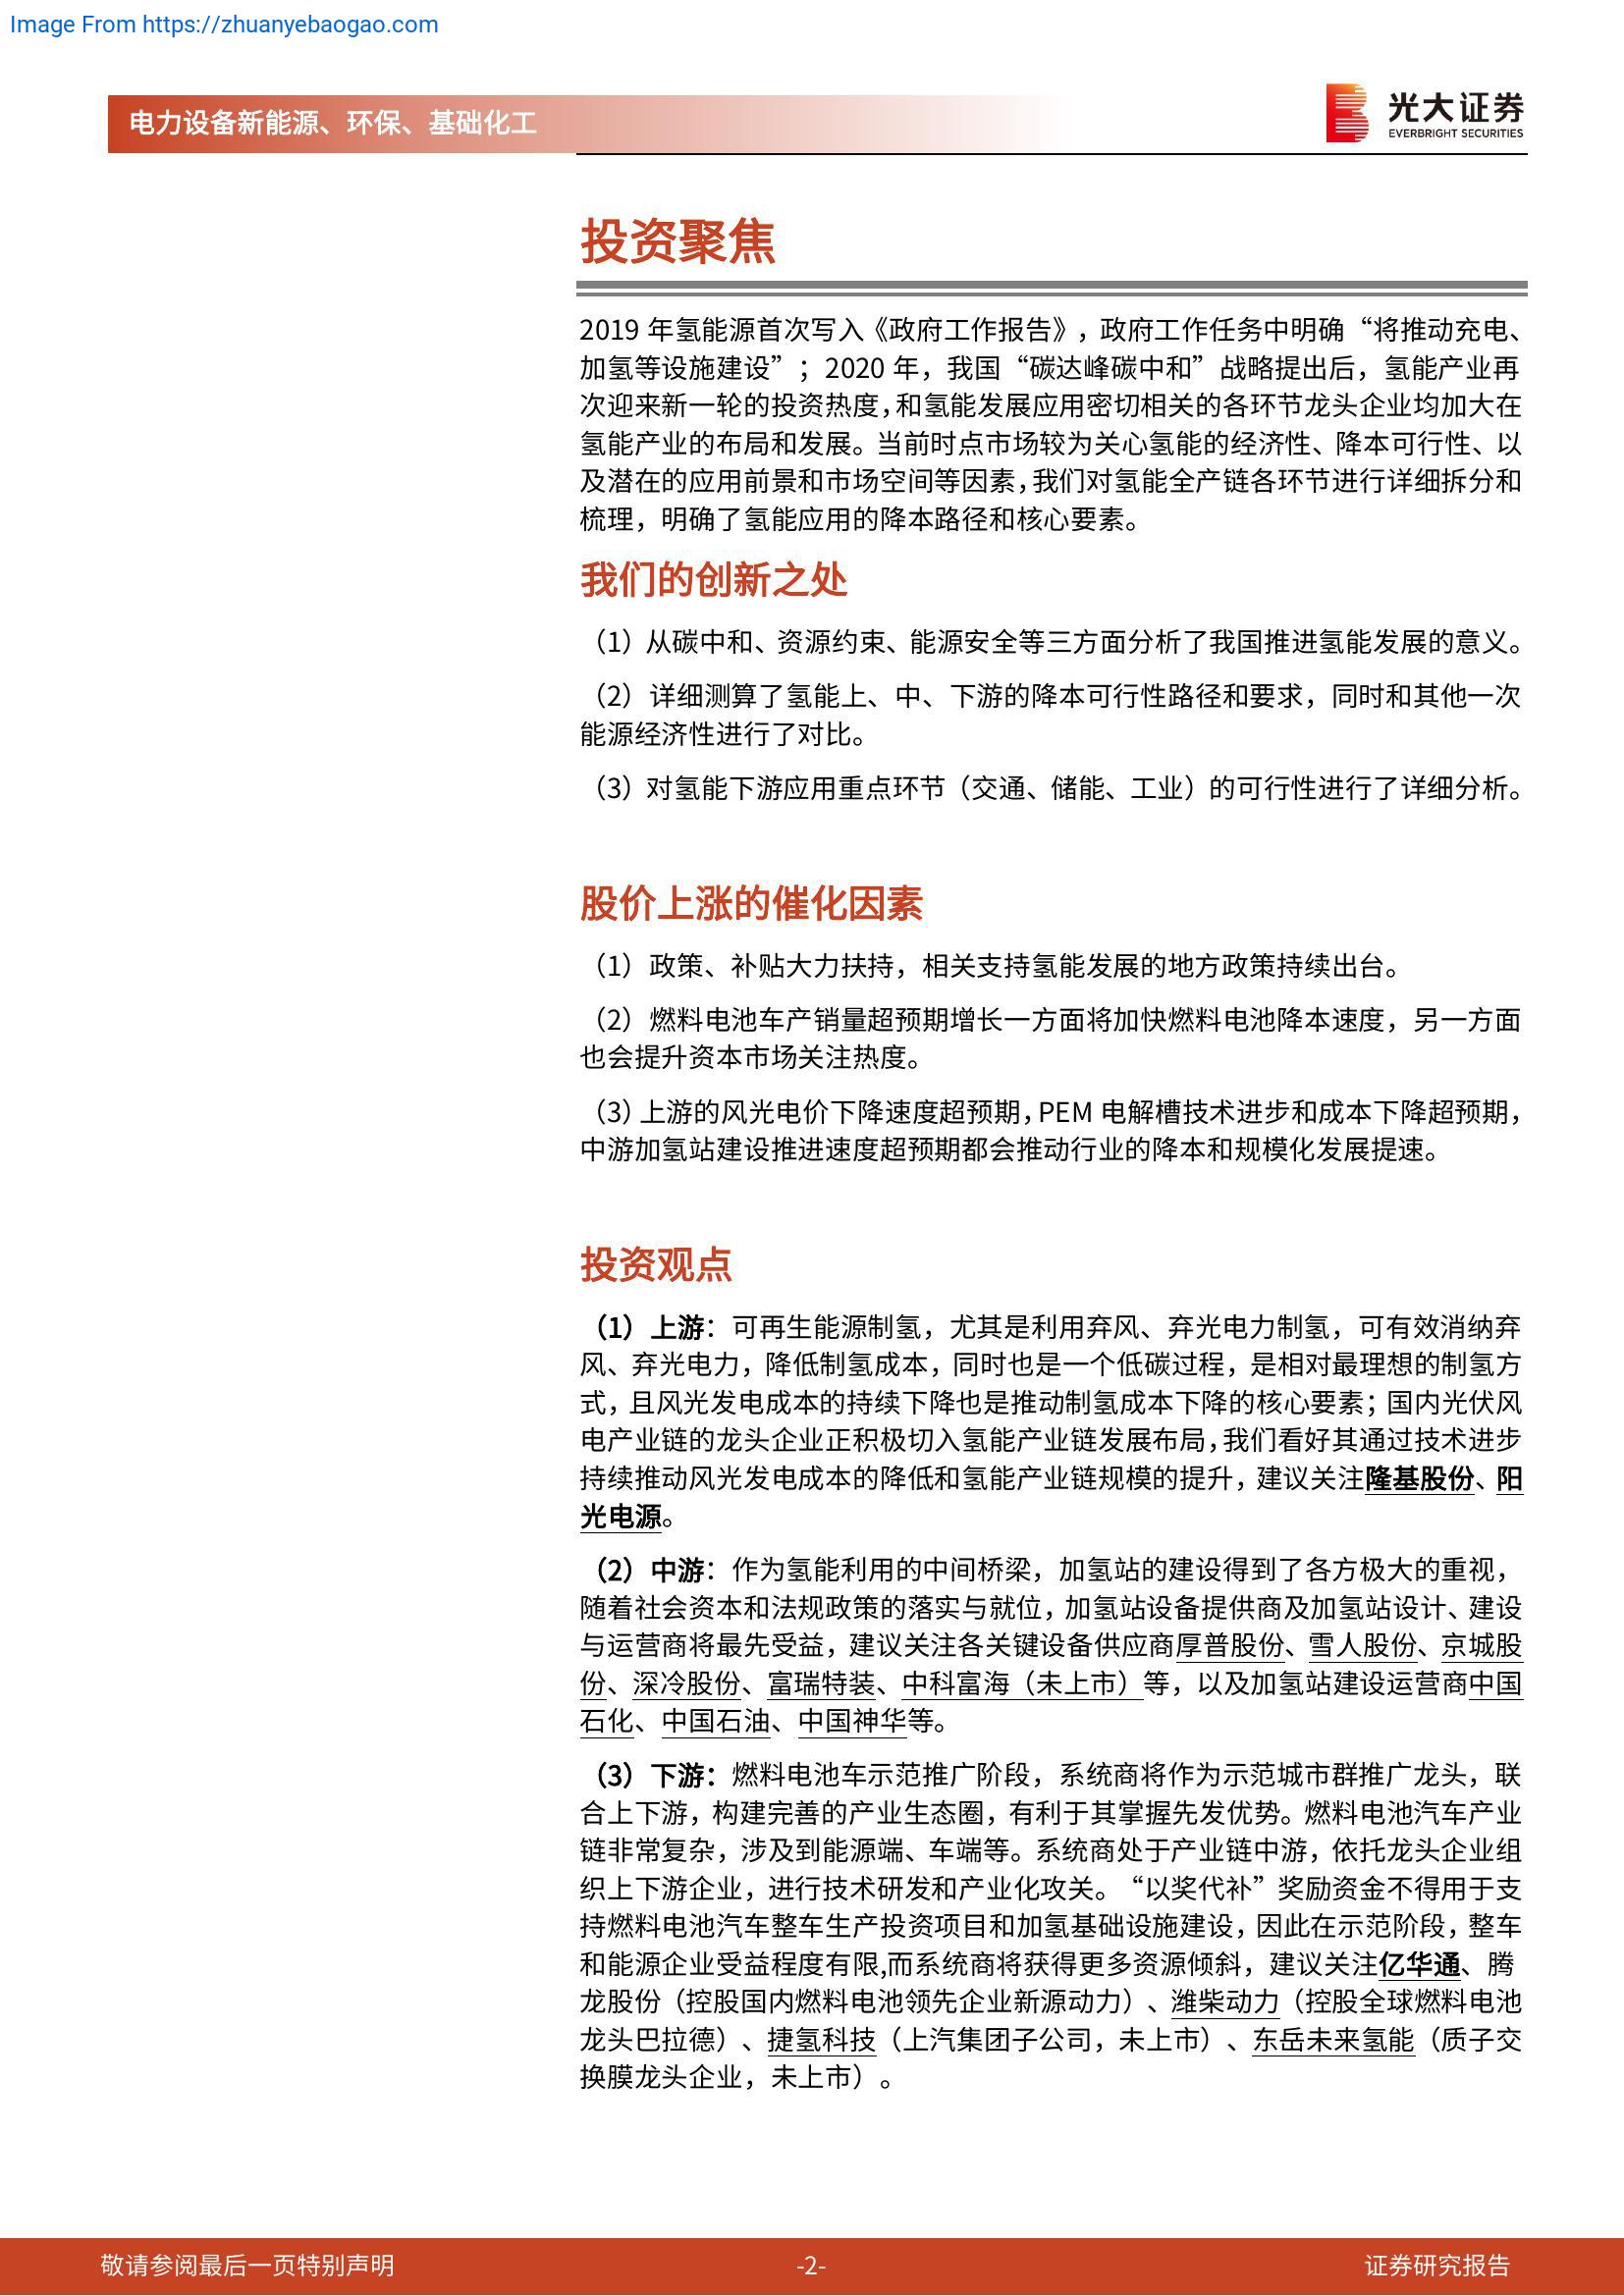 Image From https://zhuanyebaogao.com
电力设备新能源、环保、基础化工
光大证券
EVERBRIGHT SECURITIES
投资聚焦
2019 年氢能源首次写入《政府工作报告》，政府工作任务中明确“将推动充电、
加氢等设施建设”；2020 年，我国“碳达峰碳中和”战略提出后，氢能产业再
次迎来新一轮的投资热度，和氢能发展应用密切相关的各环节龙头企业均加大在
氢能产业的布局和发展。当前时点市场较为关心氢能的经济性、降本可行性、以
及潜在的应用前景和市场空间等因素，我们对氢能全产链各环节进行详细拆分和
梳理，明确了氢能应用的降本路径和核心要素。
我们的创新之处
（1）从碳中和、资源约束、能源安全等三方面分析了我国推进氢能发展的意义。
（2）详细测算了氢能上、中、下游的降本可行性路径和要求，同时和其他一次
能源经济性进行了对比。
（3）对氢能下游应用重点环节（交通、储能、工业）的可行性进行了详细分析。
股价上涨的催化因素
（1）政策、补贴大力扶持，相关支持氢能发展的地方政策持续出台。
（2）燃料电池车产销量超预期增长一方面将加快燃料电池降本速度，另一方面
也会提升资本市场关注热度。
（3）上游的风光电价下降速度超预期，PEM 电解槽技术进步和成本下降超预期，
中游加氢站建设推进速度超预期都会推动行业的降本和规模化发展提速。
投资观点
（1）上游：可再生能源制氢，尤其是利用弃风、弃光电力制氢，可有效消纳弃
风、弃光电力，降低制氢成本，同时也是一个低碳过程，是相对最理想的制氢方
式，且风光发电成本的持续下降也是推动制氢成本下降的核心要素；国内光伏风
电产业链的龙头企业正积极切入氢能产业链发展布局，我们看好其通过技术进步
持续推动风光发电成本的降低和氢能产业链规模的提升，建议关注隆基股份、阳
光电源。
（2）中游：作为氢能利用的中间桥梁，加氢站的建设得到了各方极大的重视，
随着社会资本和法规政策的落实与就位，加氢站设备提供商及加氢站设计、建设
与运营商将最先受益，建议关注各关键设备供应商厚普股份、雪人股份、京城股
份、深冷股份、富瑞特装、中科富海（未上市）等，以及加氢站建设运营商中国
石化、中国石油、中国神华等。
（3）下游：燃料电池车示范推广阶段，系统商将作为示范城市群推广龙头，联
合上下游，构建完善的产业生态圈，有利于其掌握先发优势。燃料电池汽车产业
链非常复杂，涉及到能源端、车端等。系统商处于产业链中游，依托龙头企业组
织上下游企业，进行技术研发和产业化攻关。“以奖代补”奖励资金不得用于支
持燃料电池汽车整车生产投资项目和加氢基础设施建设，因此在示范阶段，整车
和能源企业受益程度有限,而系统商将获得更多资源倾斜，建议关注亿华通、腾
龙股份（控股国内燃料电池领先企业新源动力）、潍柴动力（控股全球燃料电池
龙头巴拉德）、捷氢科技（上汽集团子公司，未上市）、东岳未来氢能（质子交
换膜龙头企业，未上市）。
敬请参阅最后一页特别声明
-2-
证券研究报告